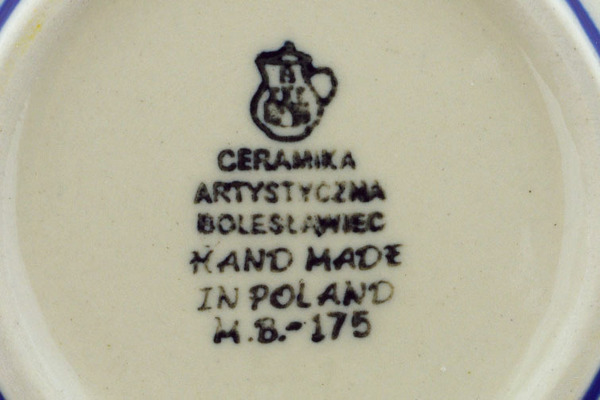 CERAMIKA
ARTYSTYCZNA
BOLESŁAWIEC
HAND MADE
IN POLAND
M.B.-175